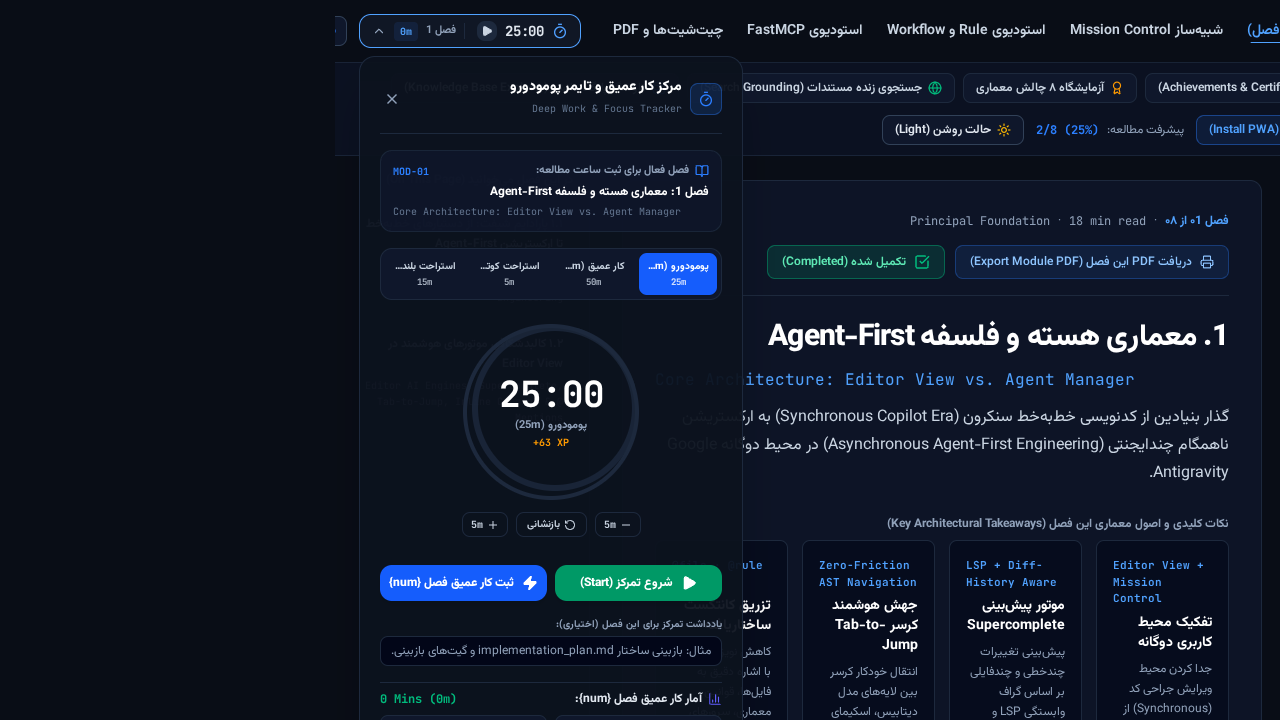 فصل)
شبیه‌ساز Mission Control
استودیوی Rule و Workflow
استودیوی FastMCP
چیت‌شیت‌ها و PDF
25:00
فصل 1
0m
(Achievements & Certif
آزمایشگاه ۸ چالش معماری
جستجوی زنده مستندات (
Grounding)
(Install PWA)
پیشرفت مطالعه:
2/8 (25%)
حالت روشن (Light)
مرکز کار عمیق و تایمر پومودورو
Deep Work & Focus Tracker
فصل فعال برای ثبت ساعت مطالعه:
MOD-01
فصل 1: معماری هسته و فلسفه Agent-First
Core Architecture: Editor View vs. Agent Manager
پومودورو (m...
25m
کار عمیق (m...
50m
استراحت کوت...
5m
استراحت بلند...
15m
25:00
پومودورو (25m)
+63 XP
− 5m
بازنشانی
+ 5m
شروع تمرکز (Start)
ثبت کار عمیق فصل {num}
یادداشت تمرکز برای این فصل (اختیاری):
مثال: بازبینی ساختار implementation_plan.md و گیت‌های بازبینی.
آمار کار عمیق فصل {num}:
0 Mins (0m)
فصل 01 از ۰۸ · 18 min read · Principal Foundation
دریافت PDF این فصل (Export Module PDF)
تکمیل شده (Completed)
1. معماری هسته و فلسفه Agent-First
Core Architecture: Editor View vs. Agent Manager
گذار بنیادین از کدنویسی خط‌به‌خط سنکرون (Synchronous Copilot Era) به ارکستریشن
ناهمگام چندایجنتی (Asynchronous Agent-First Engineering) در محیط دوگانه Google
Antigravity.
نکات کلیدی و اصول معماری این فصل (Key Architectural Takeaways)
Editor View +
Mission
Control
تفکیک محیط
کاربری دوگانه
جدا کردن محیط
ویرایش جراحی کد
(Synchronous) از
LSP + Diff-
History Aware
موتور پیش‌بینی
Supercomplete
پیش‌بینی تغییرات
چندخطی و چندفایلی
بر اساس گراف
وابستگی LSP و
Zero-Friction
AST Navigation
جهش هوشمند
کرسر Tab-to-
Jump
انتقال خودکار کرسر
بین لایه‌های مدل
دیتابیس، اسکیمای
تزریق کانتکست